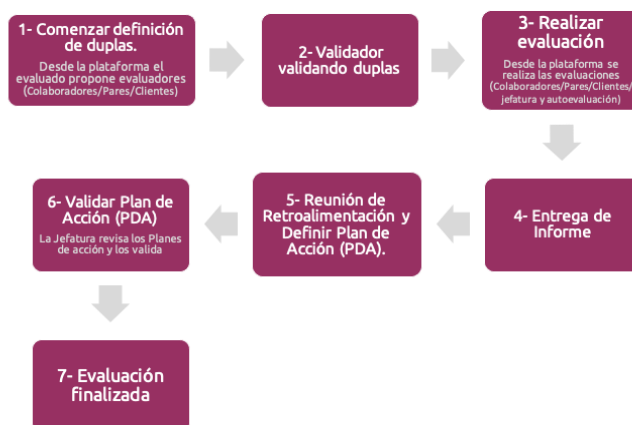 1- Comenzar definición
de duplas.
Desde la plataforma el
evaluado propone evaluadores
(Colaboradores/Pares/Clientes)
2- Validador
validando duplas
3- Realizar
evaluación
Desde la plataforma se
realiza las evaluaciones
(Colaboradores/Pares/Clientes/
jefatura y autoevaluación)
4- Entrega de
Informe
5- Reunión de
Retroalimentación y
Definir Plan de
Acción (PDA).
6- Validar Plan de
Acción (PDA)
La Jefatura revisa los Planes
de acción y los valida
7- Evaluación
finalizada